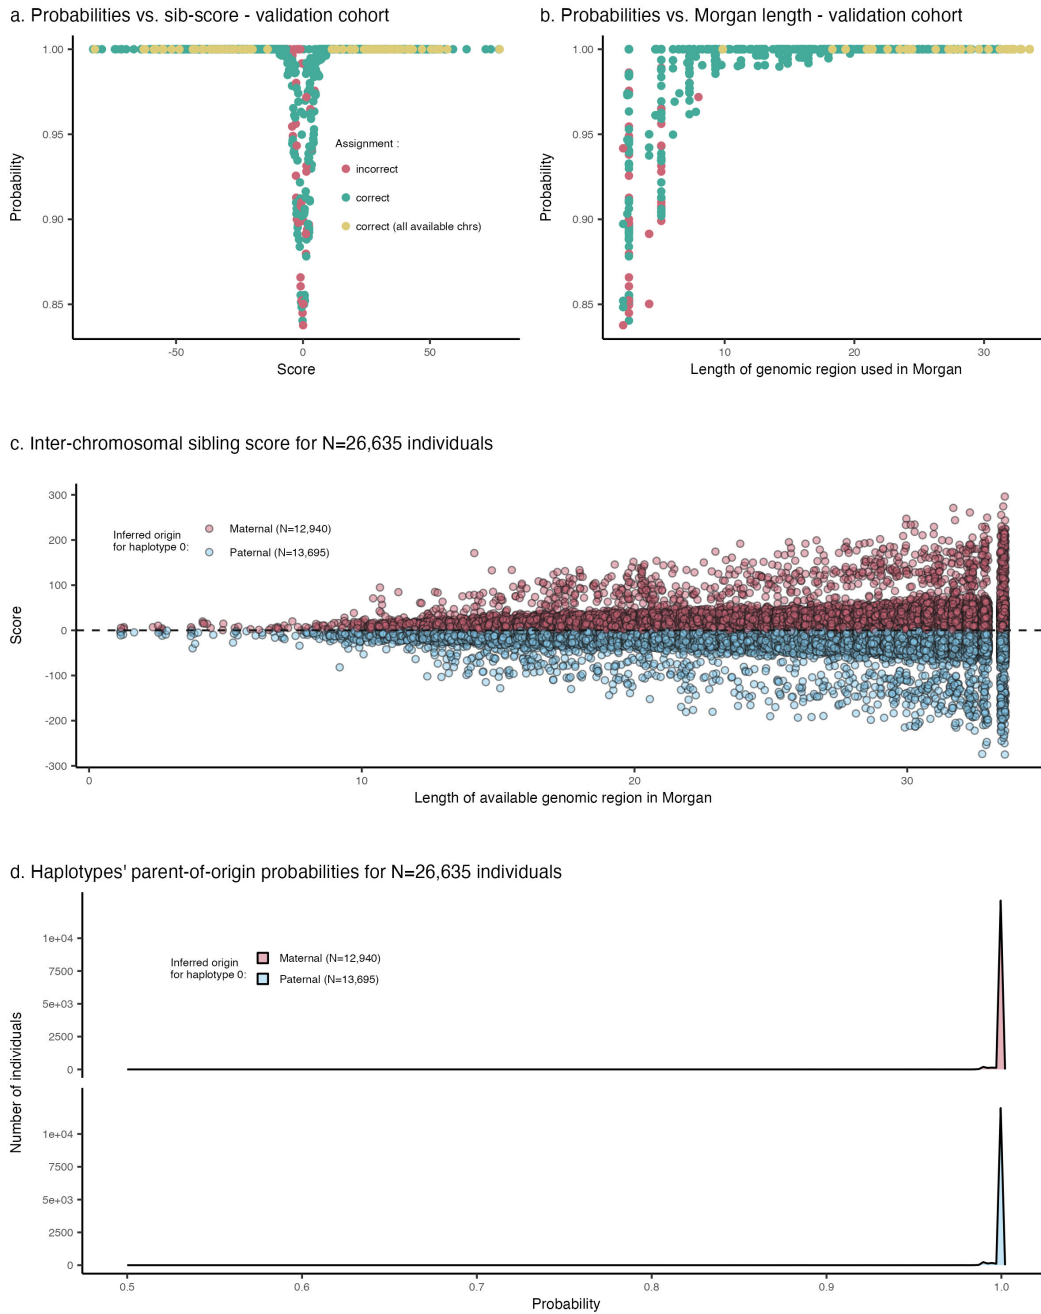 a. Probabilities vs. sib-score - validation cohort
1.00
0.95
0.90
0.85
Probability
Assignment :
incorrect
correct
correct (all available chrs)
-50
0
50
Score
b. Probabilities vs. Morgan length - validation cohort
1.00
0.95
0.90
0.85
Probability
10
20
30
Length of genomic region used in Morgan
c. Inter-chromosomal sibling score for N=26,635 individuals
300
200
100
0
-100
-200
-300
Score
Inferred origin
for haplotype 0:
Maternal (N=12,940)
Paternal (N=13,695)
0
10
20
30
Length of available genomic region in Morgan
d. Haplotypes' parent-of-origin probabilities for N=26,635 individuals
1e+04
7500
5e+03
2500
0
Inferred origin
for haplotype 0:
Maternal (N=12,940)
Paternal (N=13,695)
Number of individuals
1e+04
7500
5e+03
2500
0
0.5
0.6
0.7
0.8
0.9
1.0
Probability